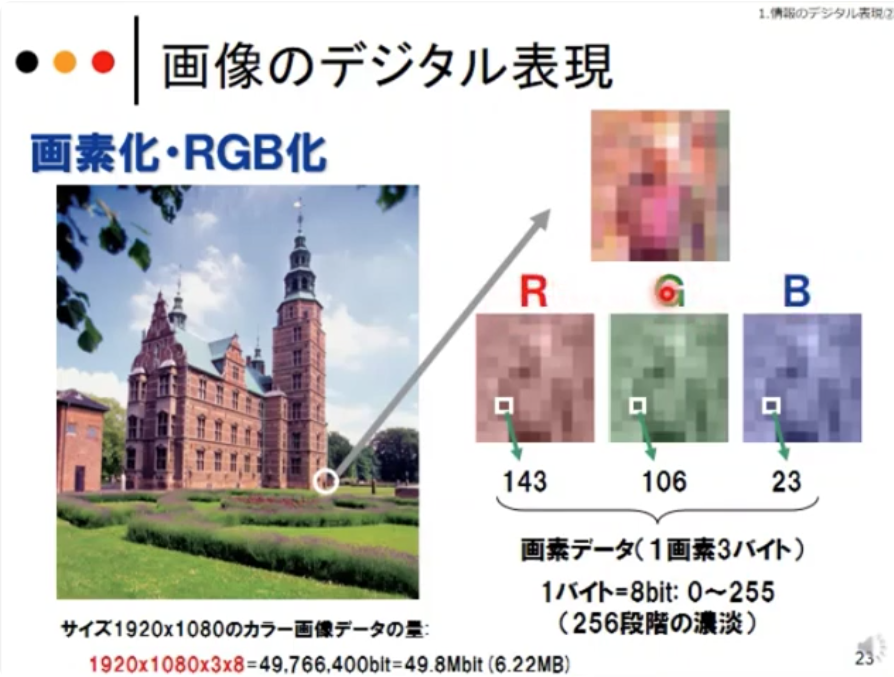 1.情報のデジタル表現②
画像のデジタル表現
画素化・RGB化
R G B
143 106 23
画素データ(1画素3バイト)
1バイト=8bit: 0～255
(256段階の濃淡)
サイズ1920x1080のカラー画像データの量:
1920x1080x3x8=49,766,400bit=49.8Mbit(6.22MB)
23